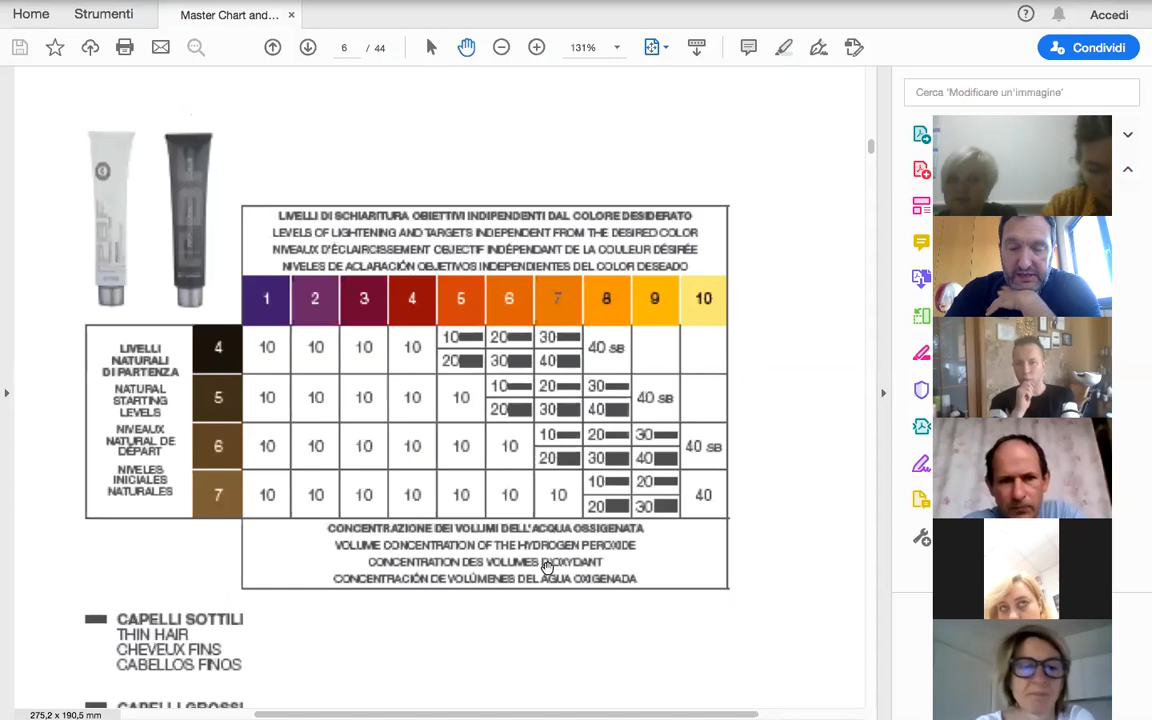 Home
Strumenti
Master Chart and...
×
Accedi
6 / 44
131%
Condividi
Cerca 'Modificare un'immagine'
LIVELLI DI SCHIARITURA OBIETTIVI INDIPENDENTI DAL COLORE DESIDERATO
LEVELS OF LIGHTENING AND TARGETS INDEPENDENT FROM THE DESIRED COLOR
NIVEAUX D'ÉCLAIRCISSEMENT OBJECTIF INDÉPENDANT DE LA COULEUR DÉSIRÉE
NIVELES DE ACLARACIÓN OBJETIVOS INDEPENDIENTES DEL COLOR DESEADO
1 2 3 4 5 6 7 8 9 10
LIVELLI
NATURALI
DI PARTENZA
NATURAL
STARTING
LEVELS
NIVEAUX
NATURAL DE
DÉPART
NIVELES
INICIALES
NATURALES
4 10 10 10 10 10 20 30 40 SB
20 30 40
5 10 10 10 10 10 10 20 30 40 SB
20 30 40
6 10 10 10 10 10 10 10 20 30 40 SB
20 30 40
7 10 10 10 10 10 10 10 10 20 40
20 30
CONCENTRAZIONE DEI VOLUMI DELL'ACQUA OSSIGENATA
VOLUME CONCENTRATION OF THE HYDROGEN PEROXIDE
CONCENTRATION DES VOLUMES D'OXYDANT
CONCENTRACIÓN DE VOLÚMENES DEL AGUA OXIGENADA
CAPELLI SOTTILI
THIN HAIR
CHEVEUX FINS
CABELLOS FINOS
CAPELLI GROSSI
275,2 x 190,5 mm